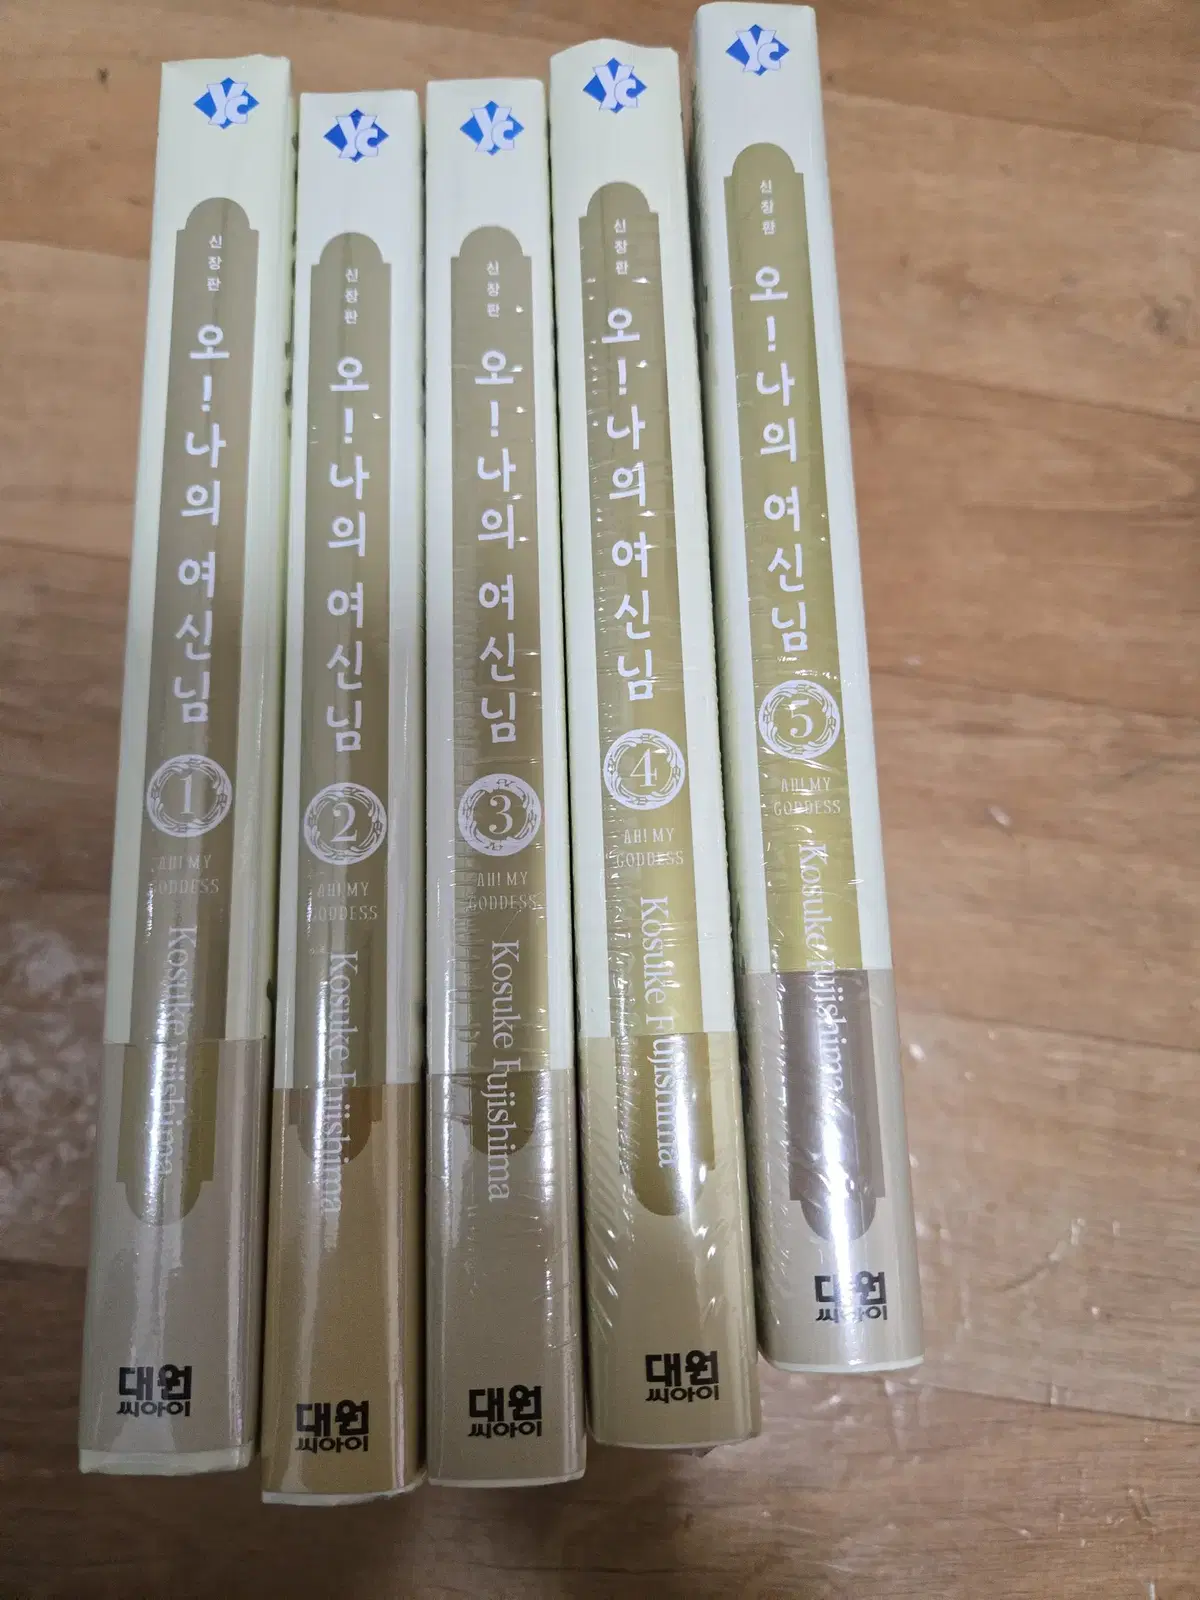 YC
신장판
오! 나의 여신님
1
AH! MY
GODDESS
Kosuke Fujishima
대원
씨아이
YC
신장판
오! 나의 여신님
2
AH! MY
GODDESS
Kosuke Fujishima
대원
씨아이
YC
신장판
오! 나의 여신님
3
AH! MY
GODDESS
Kosuke Fujishima
대원
씨아이
YC
신장판
오! 나의 여신님
4
AH! MY
GODDESS
Kosuke Fujishima
대원
씨아이
YC
신장판
오! 나의 여신님
5
AH! MY
GODDESS
Kosuke Fujishima
대원
씨아이